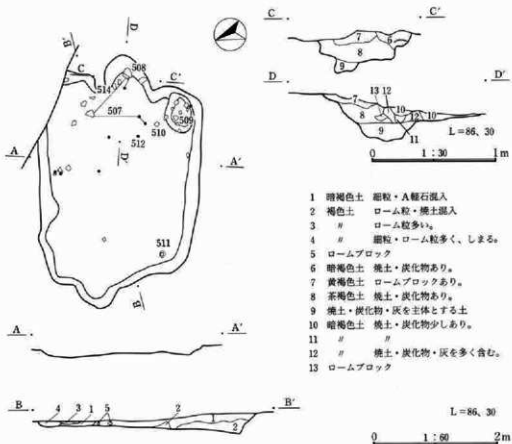 C C'
7 6
8
9
D D'
13 12
7 10
8 12 10
9 11
L=86, 30
0 1:30 1m
B' D
C 508 C'
514
507 510 509
512
D'
A A'
511
B
A A'
B B'
4 3 1 5 2 1
2
1 暗褐色土 細粒・A軽石混入
2 褐色土 ローム粒・焼土混入
3 〃 ローム粒多い。
4 〃 細粒・ローム粒多く、しまる。
5 ロームブロック
6 暗褐色土 焼土・炭化物あり。
7 黄褐色土 ロームブロックあり。
8 茶褐色土 焼土・炭化物あり。
9 焼土・炭化物・灰を主体とする土
10 暗褐色土 焼土・炭化物少しあり。
11 〃 〃
12 〃 焼土・炭化物・灰を多く含む。
13 ロームブロック
L=86, 30
0 1:60 2m